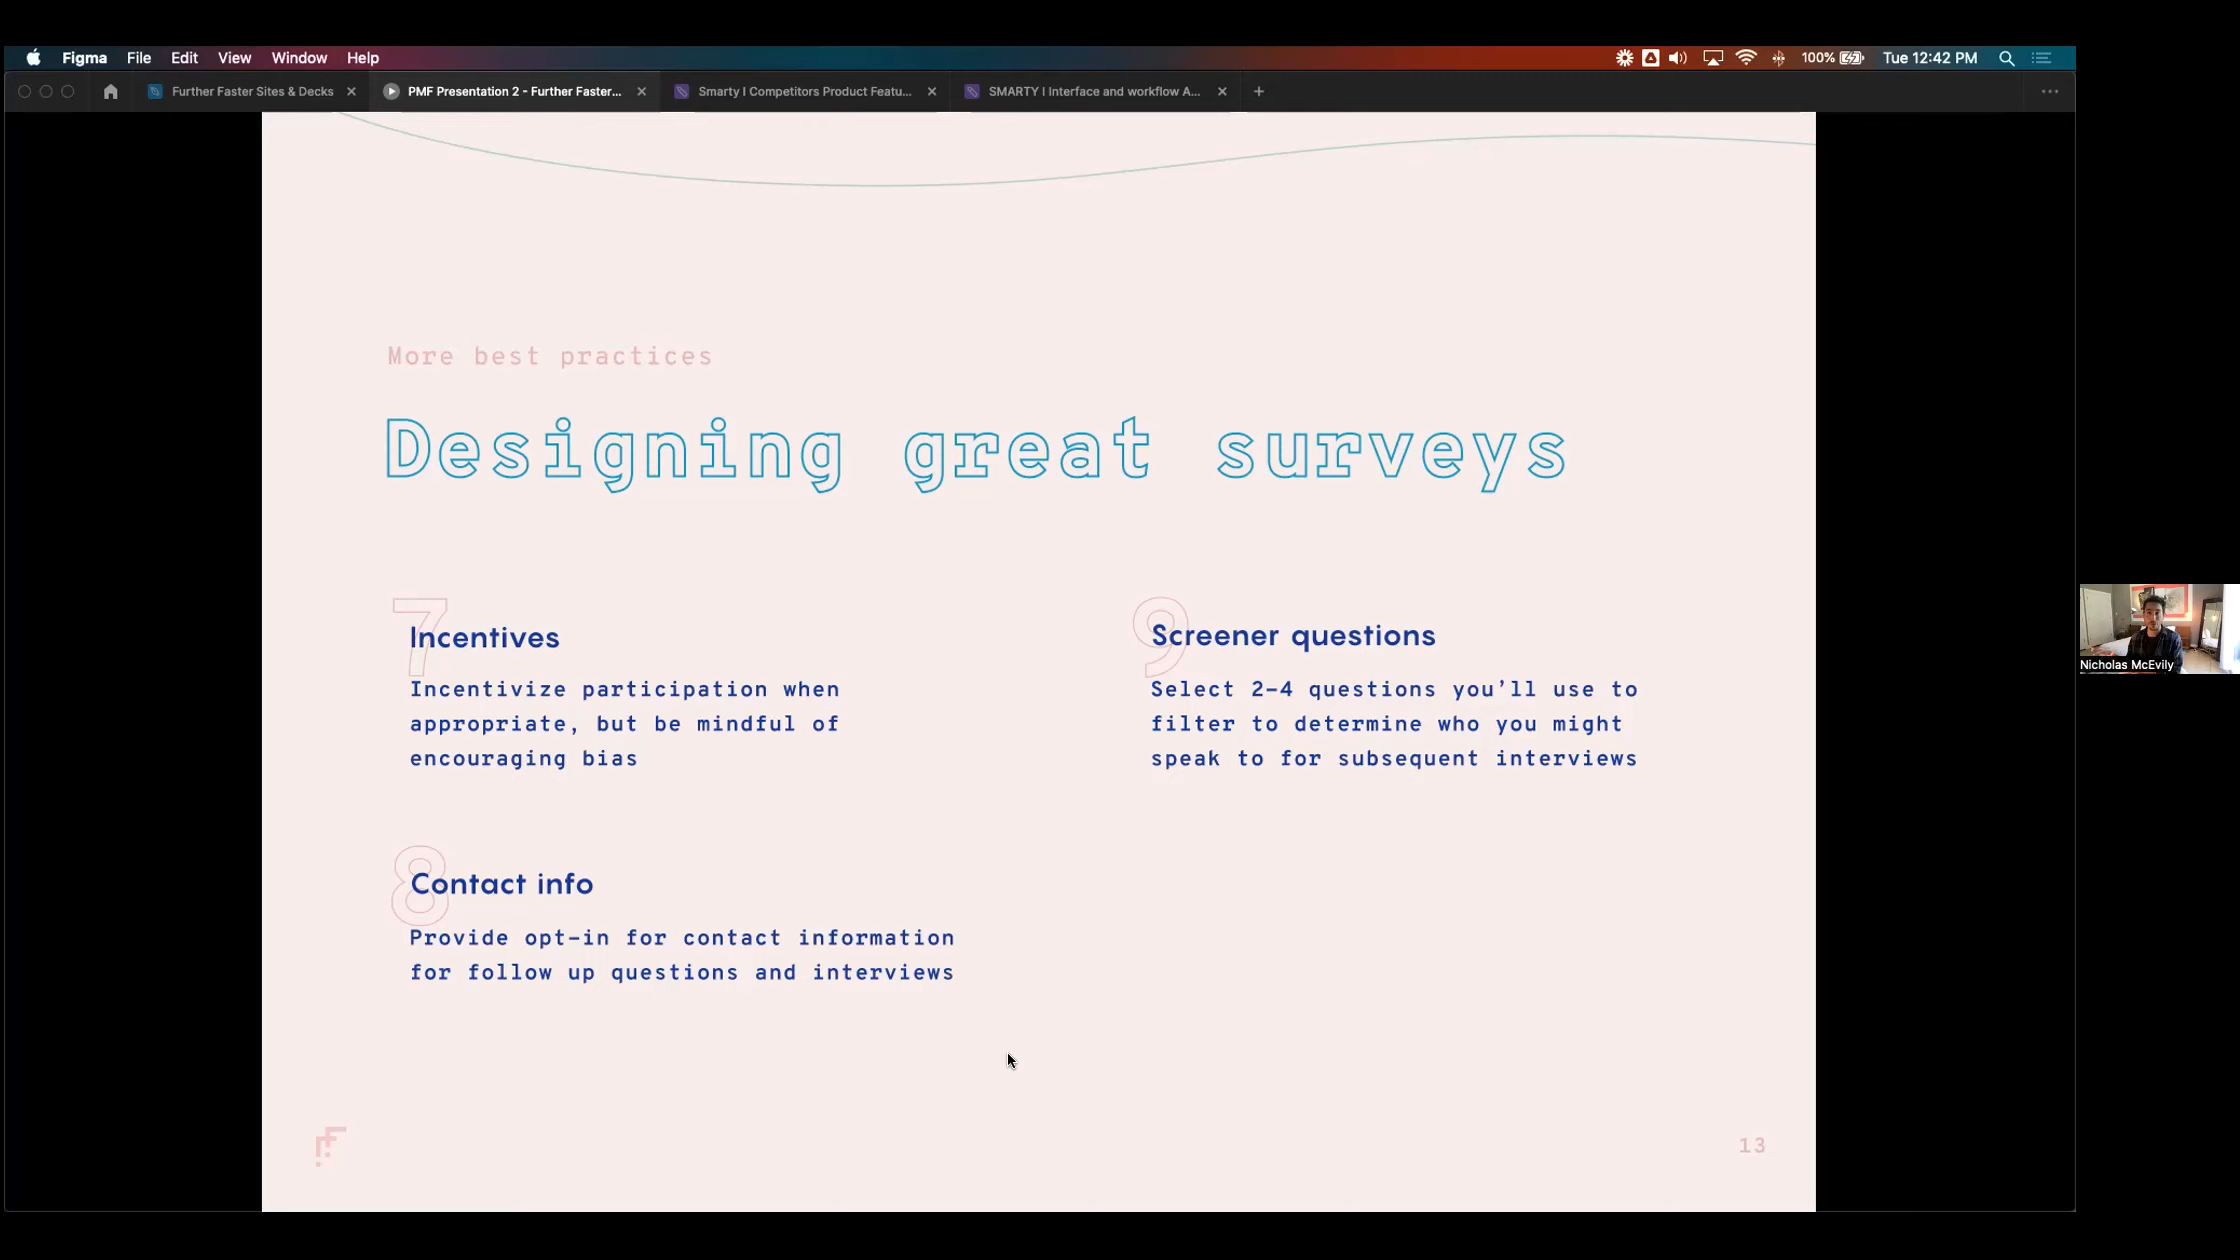 Figma File Edit View Window Help
100% Tue 12:42 PM
Further Faster Sites & Decks
PMF Presentation 2 - Further Faster...
Smarty | Competitors Product Featu...
SMARTY | Interface and workflow A...
More best practices
Designing great surveys
7
Incentives
Incentivize participation when
appropriate, but be mindful of
encouraging bias
8
Contact info
Provide opt-in for contact information
for follow up questions and interviews
9
Screener questions
Select 2–4 questions you’ll use to
filter to determine who you might
speak to for subsequent interviews
13
Nicholas McEvily